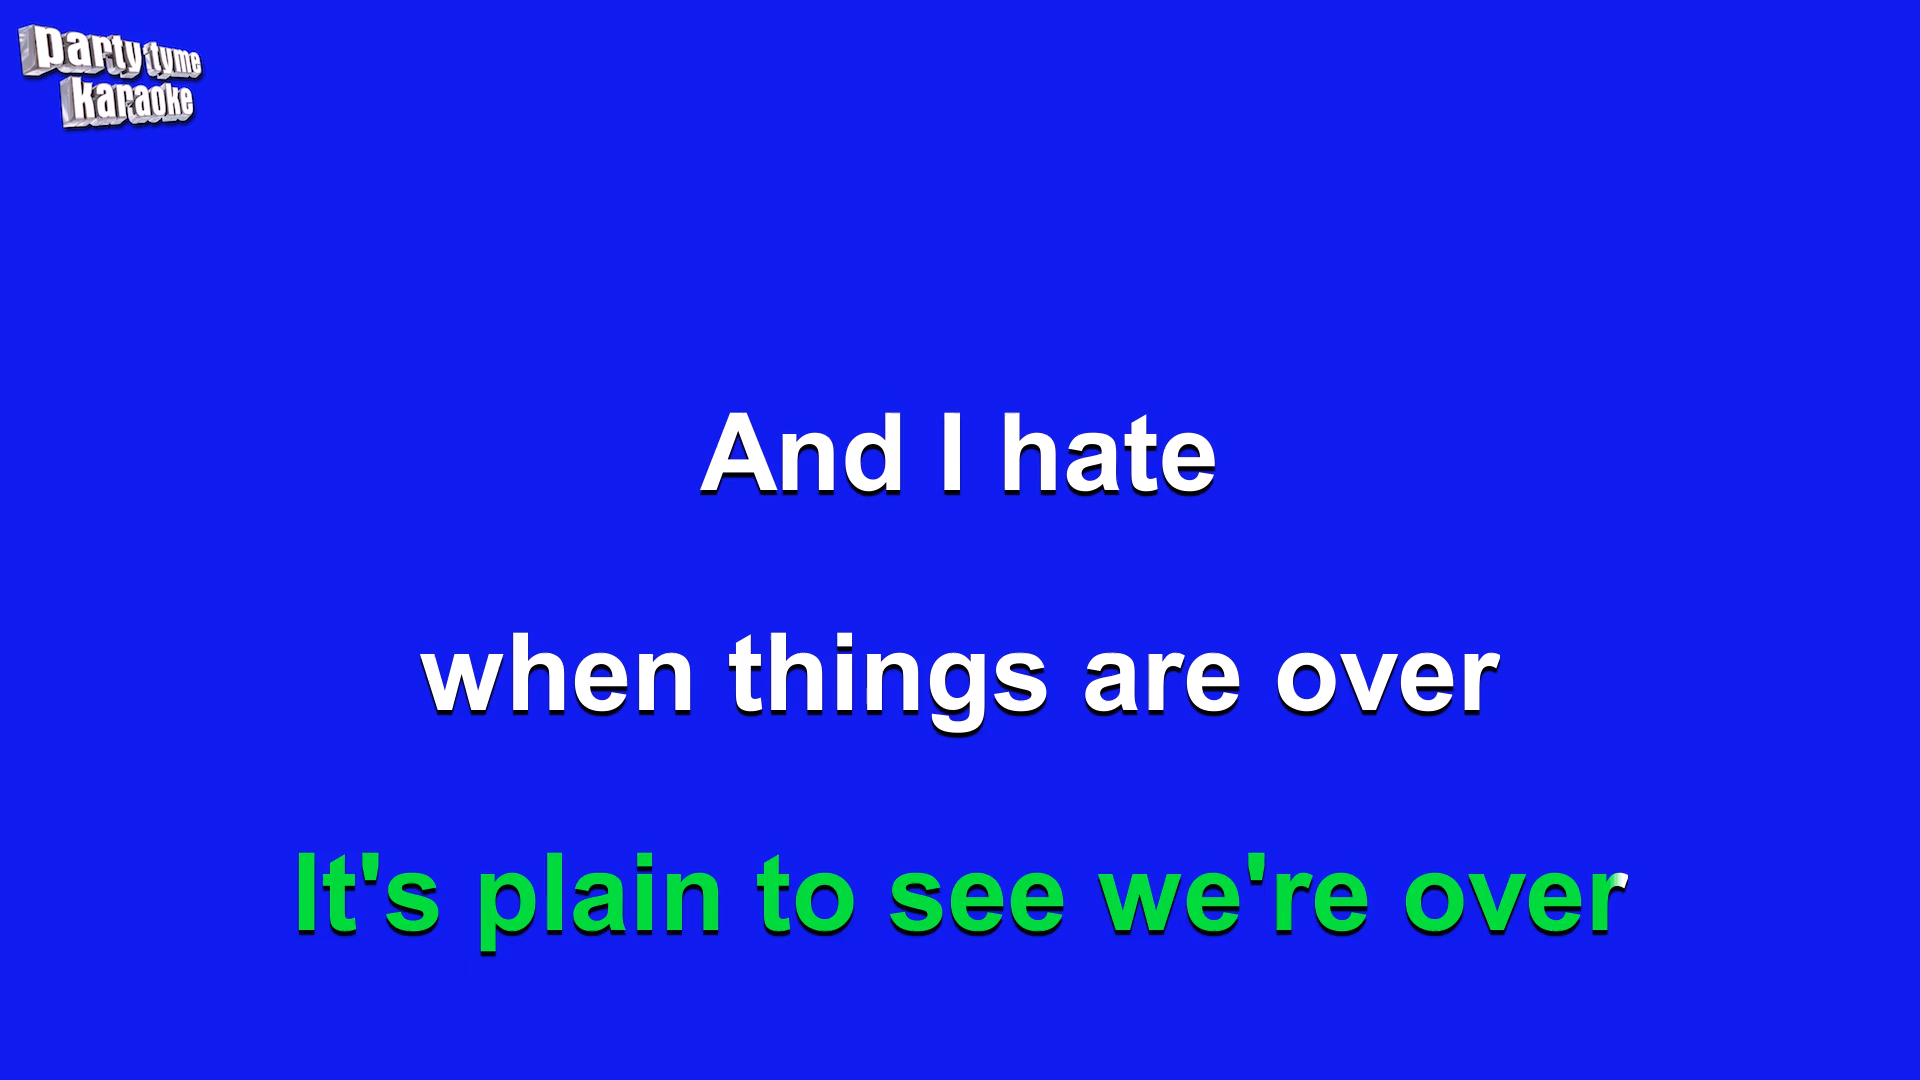 party tyme
karaoke
And I hate
when things are over
It's plain to see we're over